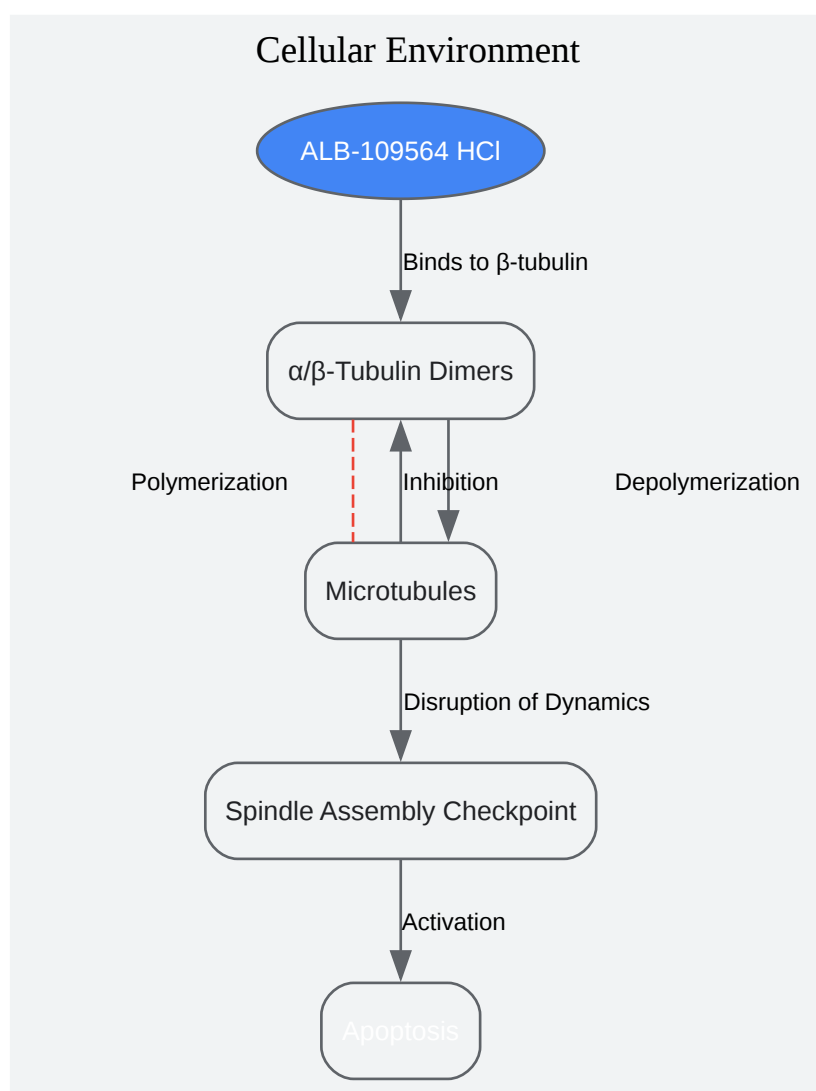 Cellular Environment
ALB-109564 HCl
Binds to β-tubulin
α/β-Tubulin Dimers
Polymerization
Inhibition
Depolymerization
Microtubules
Disruption of Dynamics
Spindle Assembly Checkpoint
Activation
Apoptosis